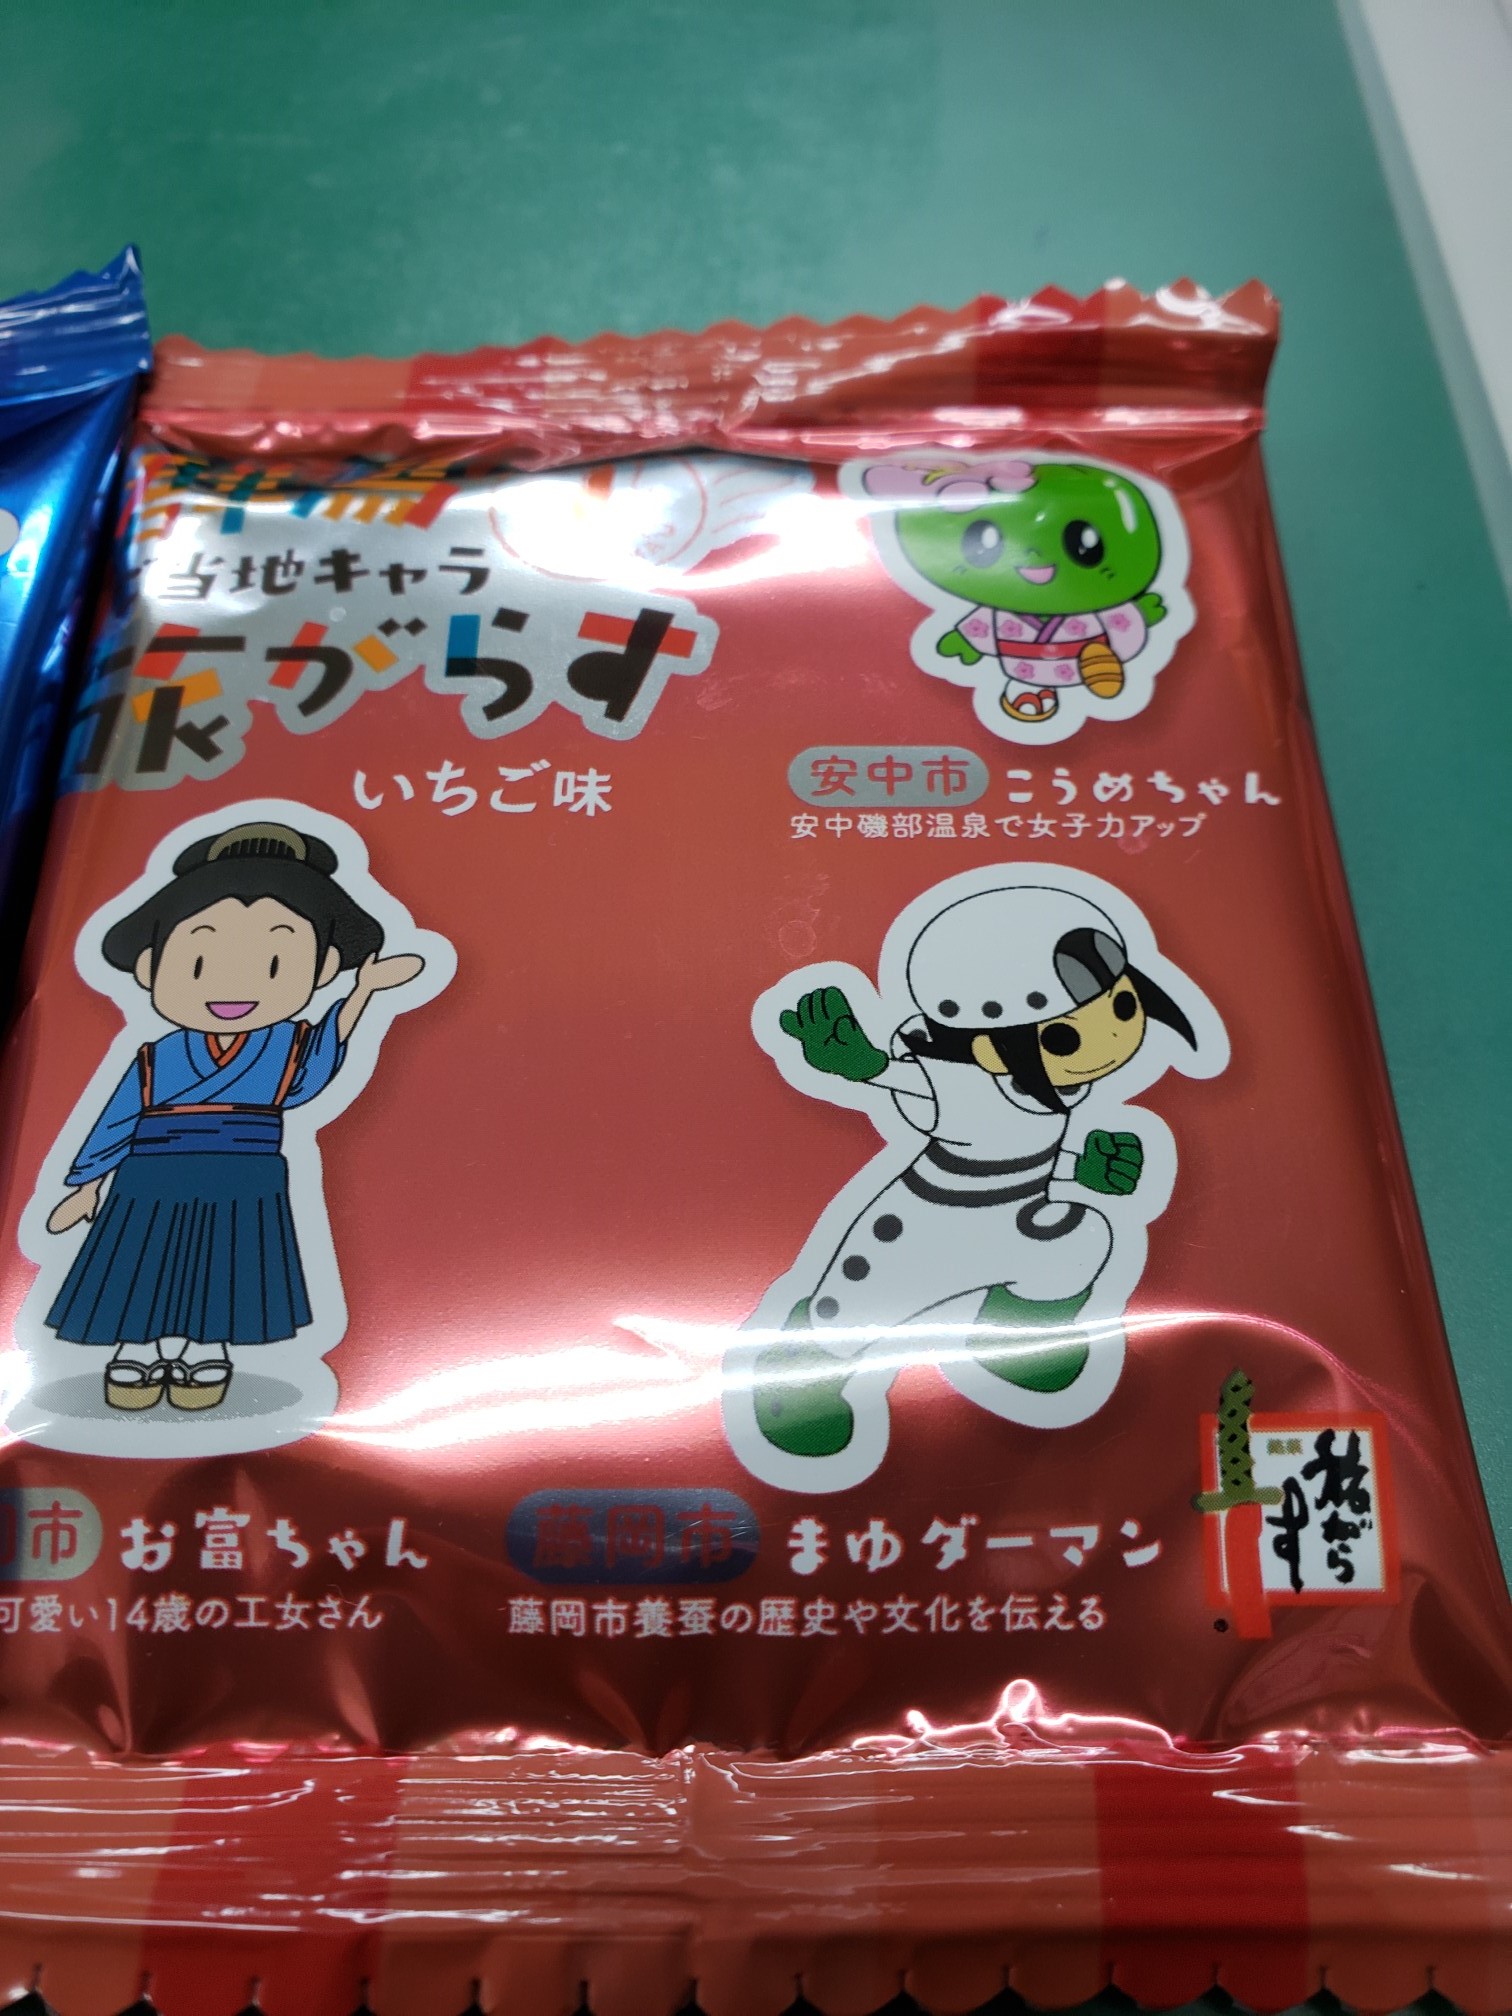 群馬
ご当地キャラ
旅がらす
いちご味
安中市 こうめちゃん
安中磯部温泉で女子力アップ
岡市 お富ちゃん
可愛い14歳の工女さん
藤岡市 まゆダーマン
藤岡市養蚕の歴史や文化を伝える
旅がらす